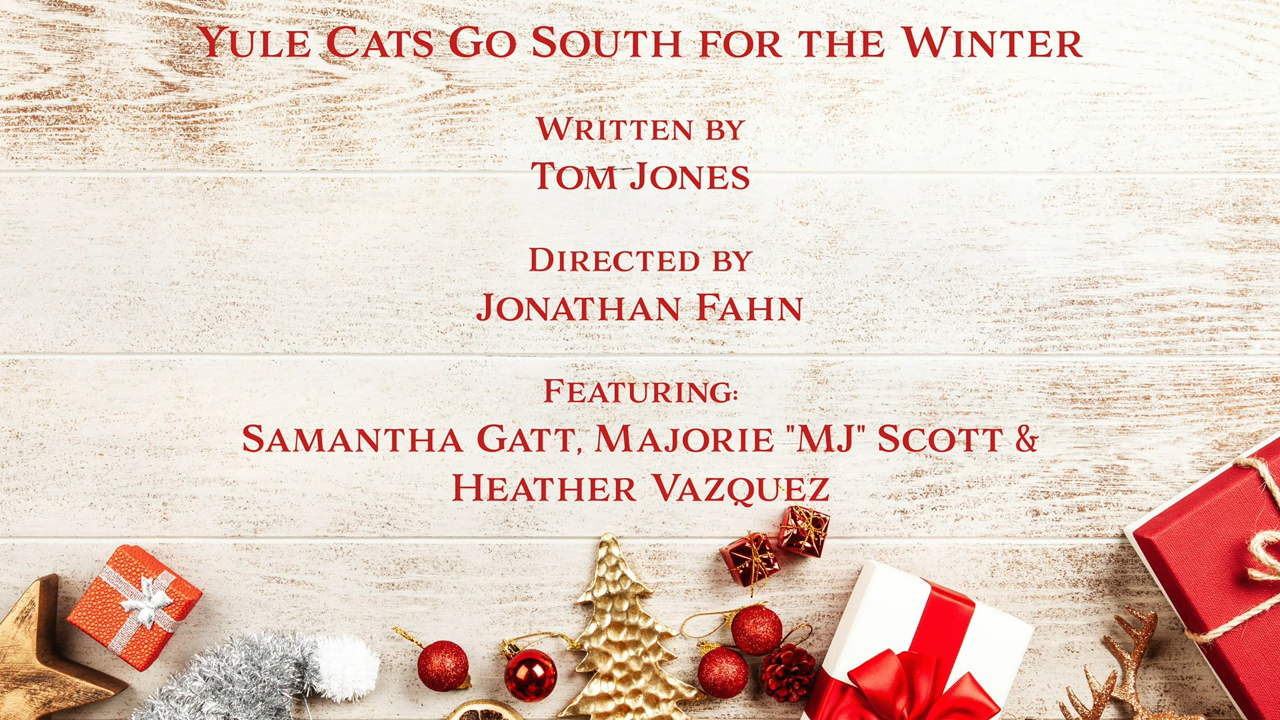 Yule Cats Go South for the Winter
Written by
Tom Jones
Directed by
Jonathan Fahn
Featuring:
Samantha Gatt, Majorie "MJ" Scott &
Heather Vazquez